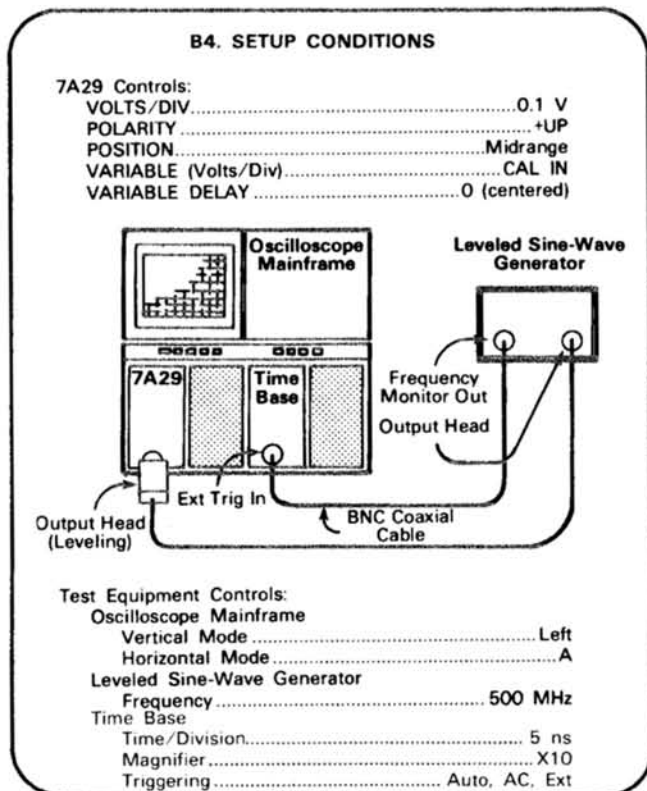 B4. SETUP CONDITIONS
7A29 Controls:
VOLTS/DIV..................................................0.1 V
POLARITY......................................................+UP
POSITION...............................................Midrange
VARIABLE (Volts/Div)...............................CAL IN
VARIABLE DELAY..............................0 (centered)
Oscilloscope
Mainframe
Leveled Sine-Wave
Generator
7A29
Time
Base
Frequency
Monitor Out
Output Head
Ext Trig In
Output Head
(Leveling)
BNC Coaxial
Cable
Test Equipment Controls:
Oscilloscope Mainframe
Vertical Mode..............................................Left
Horizontal Mode..............................................A
Leveled Sine-Wave Generator
Frequency..........................................500 MHz
Time Base
Time/Division............................................5 ns
Magnifier..................................................X10
Triggering................................Auto, AC, Ext